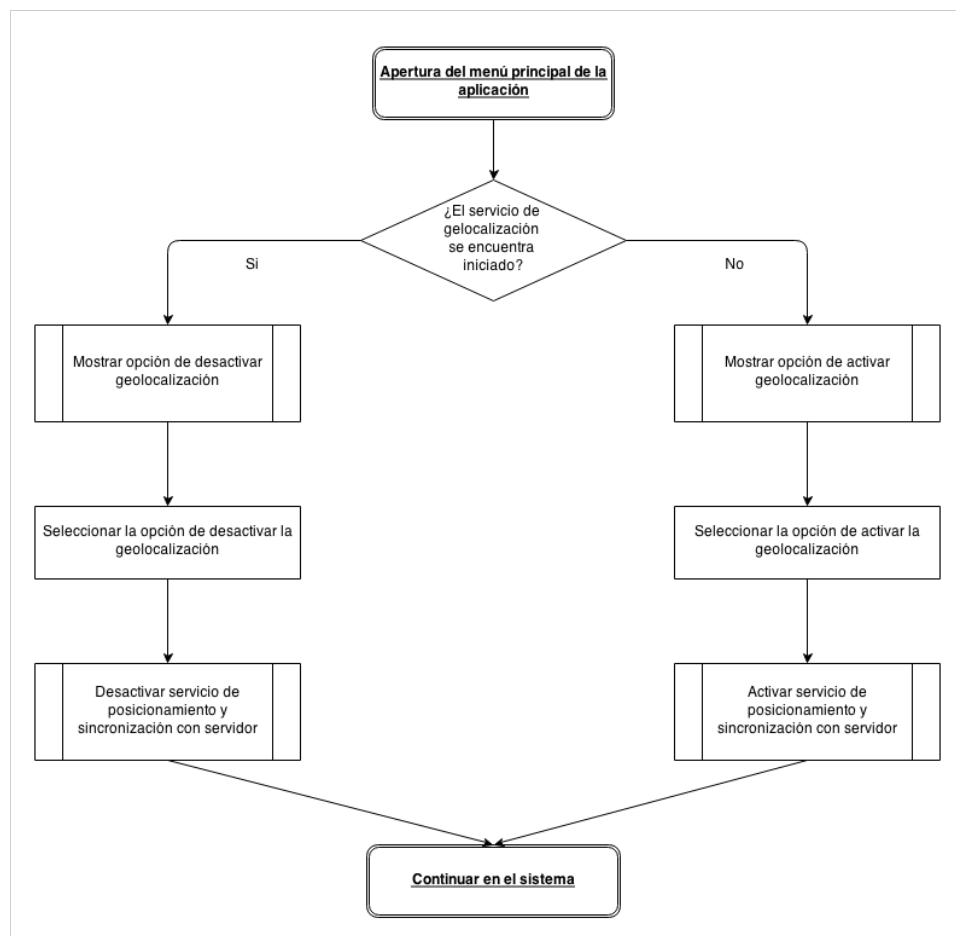 Apertura del menú principal de la
aplicación
¿El servicio de
gelocalización
se encuentra
iniciado?
Si
No
Mostrar opción de desactivar
geolocalización
Mostrar opción de activar
geolocalización
Seleccionar la opción de desactivar la
geolocalización
Seleccionar la opción de activar la
geolocalización
Desactivar servicio de
posicionamiento y
sincronización con servidor
Activar servicio de
posicionamiento y
sincronización con servidor
Continuar en el sistema